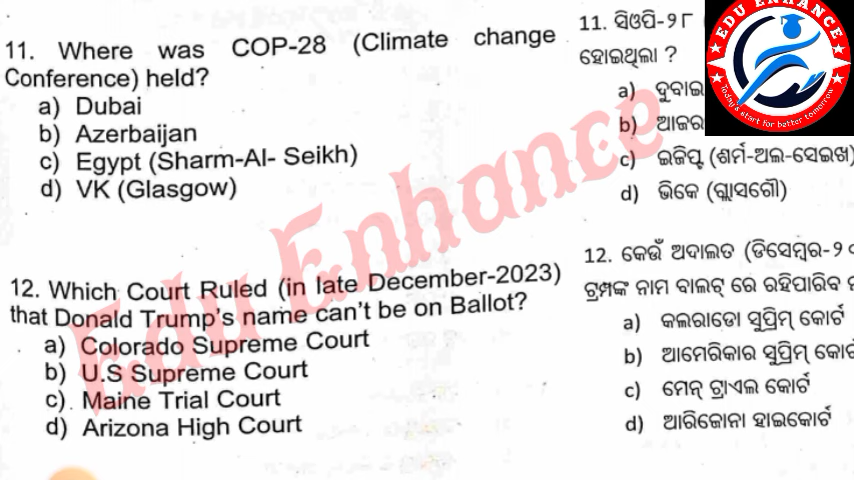 11. Where was COP-28 (Climate change
Conference) held?
a) Dubai
b) Azerbaijan
c) Egypt (Sharm-Al- Seikh)
d) VK (Glasgow)
12. Which Court Ruled (in late December-2023)
that Donald Trump's name can't be on Ballot?
a) Colorado Supreme Court
b) U.S Supreme Court
c). Maine Trial Court
d) Arizona High Court
11. ସିଓପି-୨୮
ହୋଇଥିଲା ?
a) ଦୁବାଇ
b) ଆଜର
c) ଇଜିପ୍ଟ (ଶର୍ମ-ଅଲ-ସେଇଖ)
d) ଭିକେ (ଗ୍ଲାସଗୌ)
12. କେଉଁ ଅଦାଲତ (ଡିସେମ୍ବର-୨୦
ଟ୍ରମ୍ପଙ୍କ ନାମ ବାଲଟ୍ ରେ ରହିପାରିବ
a) କଲରାଡୋ ସୁପ୍ରିମ୍ କୋର୍ଟ
b) ଆମେରିକାର ସୁପ୍ରିମ୍ କୋର୍ଟ
c) ମେନ୍ ଟ୍ରାଏଲ କୋର୍ଟ
d) ଆରିଜୋନା ହାଇକୋର୍ଟ
EDU ENHANCE
Today's start for better tomorrow
Edu Enhance